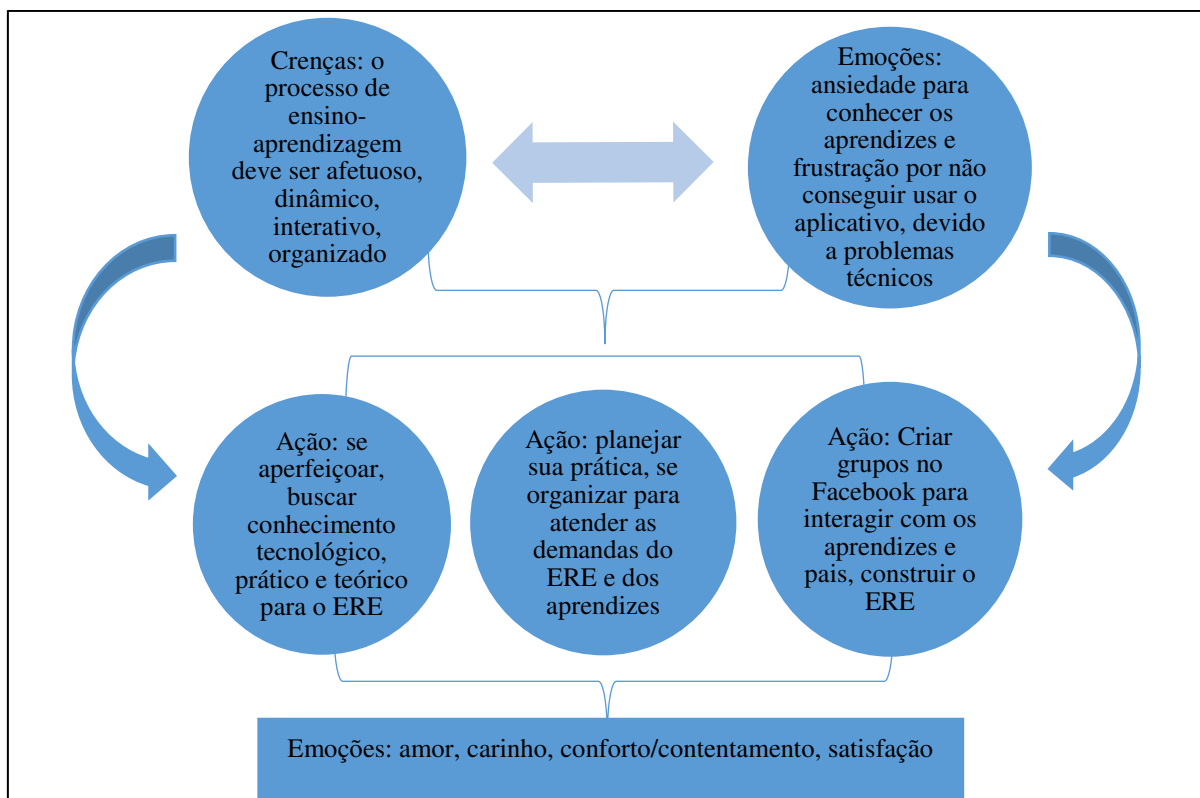 Crenças: o
processo de
ensino-
aprendizagem
deve ser afetuoso,
dinâmico,
interativo,
organizado
Emoções:
ansiedade para
conhecer os
aprendizes e
frustração por não
conseguir usar o
aplicativo, devido
a problemas
técnicos
Ação: se
aperfeiçoar,
buscar
conhecimento
tecnológico,
prático e teórico
para o ERE
Ação: planejar
sua prática, se
organizar para
atender as
demandas do
ERE e dos
aprendizes
Ação: Criar
grupos no
Facebook para
interagir com os
aprendizes e
pais, construir o
ERE
Emoções: amor, carinho, conforto/contentamento, satisfação